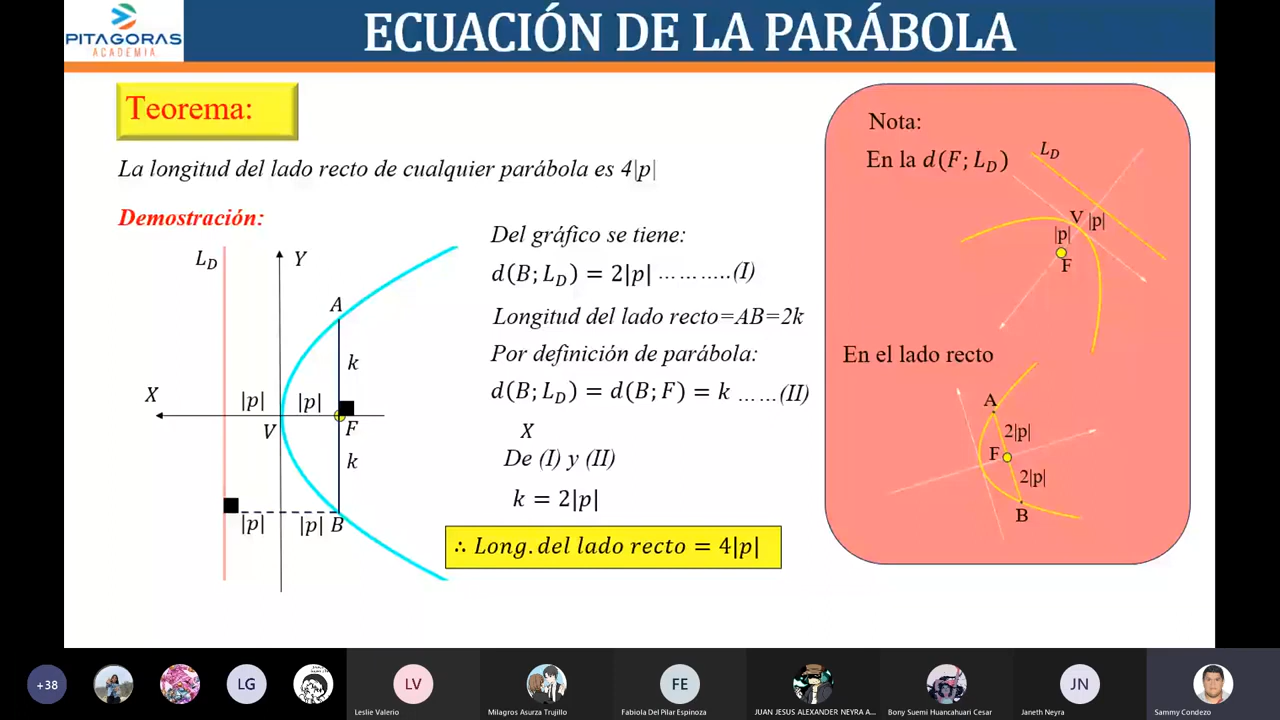 PITAGORAS
ACADEMIA
ECUACIÓN DE LA PARÁBOLA
Teorema:
La longitud del lado recto de cualquier parábola es 4|p|
Demostración:
L_D
Y
A
k
X
|p|
|p|
V
F
k
|p|
|p|
B
Del gráfico se tiene:
d(B; L_D) = 2|p| ... ... ... ..(I)
Longitud del lado recto=AB=2k
Por definición de parábola:
d(B; L_D) = d(B; F) = k ... ... (II)
X
De (I) y (II)
k = 2|p|
∴ Long. del lado recto = 4|p|
Nota:
En la d(F; L_D)
L_D
V
|p|
|p|
F
En el lado recto
A
2|p|
F
2|p|
B
+38
LG
LV
Leslie Valerio
Milagros Asurza Trujillo
FE
Fabiola Del Pilar Espinoza
JUAN JESUS ALEXANDER NEYRA A...
Bony Suemi Huancahuari Cesar
JN
Janeth Neyra
Sammy Condezo